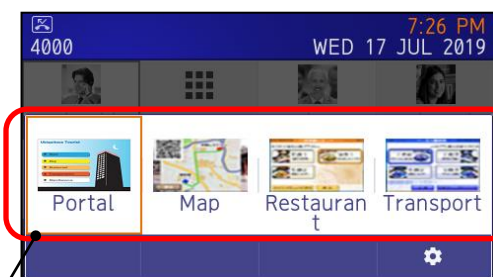 7:26 PM
4000
WED 17 JUL 2019
Portal
Map
Restauran
t
Transport